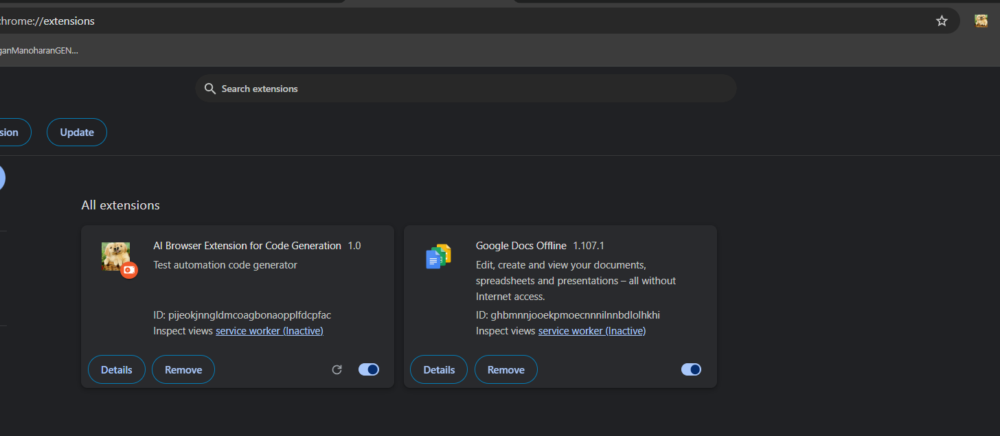 chrome://extensions
ganManoharanGEN...
Search extensions
sion
Update
All extensions
AI Browser Extension for Code Generation 1.0
Test automation code generator
ID: pijeokjnngldmcoagbonaopplfdcpfac
Inspect views service worker (Inactive)
Details
Remove
Google Docs Offline 1.107.1
Edit, create and view your documents,
spreadsheets and presentations – all without
Internet access.
ID: ghbmnnjooekpmoecnnnilnnbdlolhkhi
Inspect views service worker (Inactive)
Details
Remove